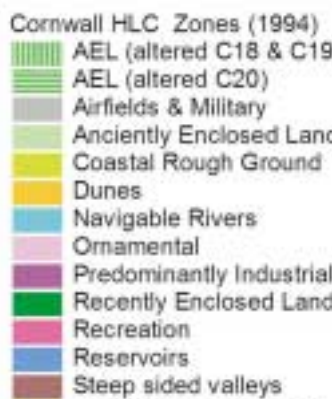 Cornwall HLC Zones (1994)
AEL (altered C18 & C19
AEL (altered C20)
Airfields & Military
Anciently Enclosed Land
Coastal Rough Ground
Dunes
Navigable Rivers
Ornamental
Predominantly Industrial
Recently Enclosed Land
Recreation
Reservoirs
Steep sided valleys